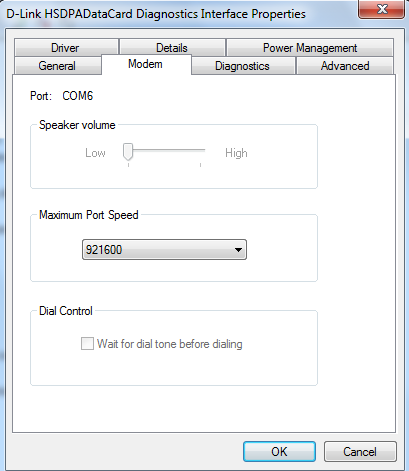 D-Link HSDPADataCard Diagnostics Interface Properties
Driver Details Power Management
General Modem Diagnostics Advanced
Port: COM6
Speaker volume
Low High
Maximum Port Speed
921600
Dial Control
Wait for dial tone before dialing
OK Cancel